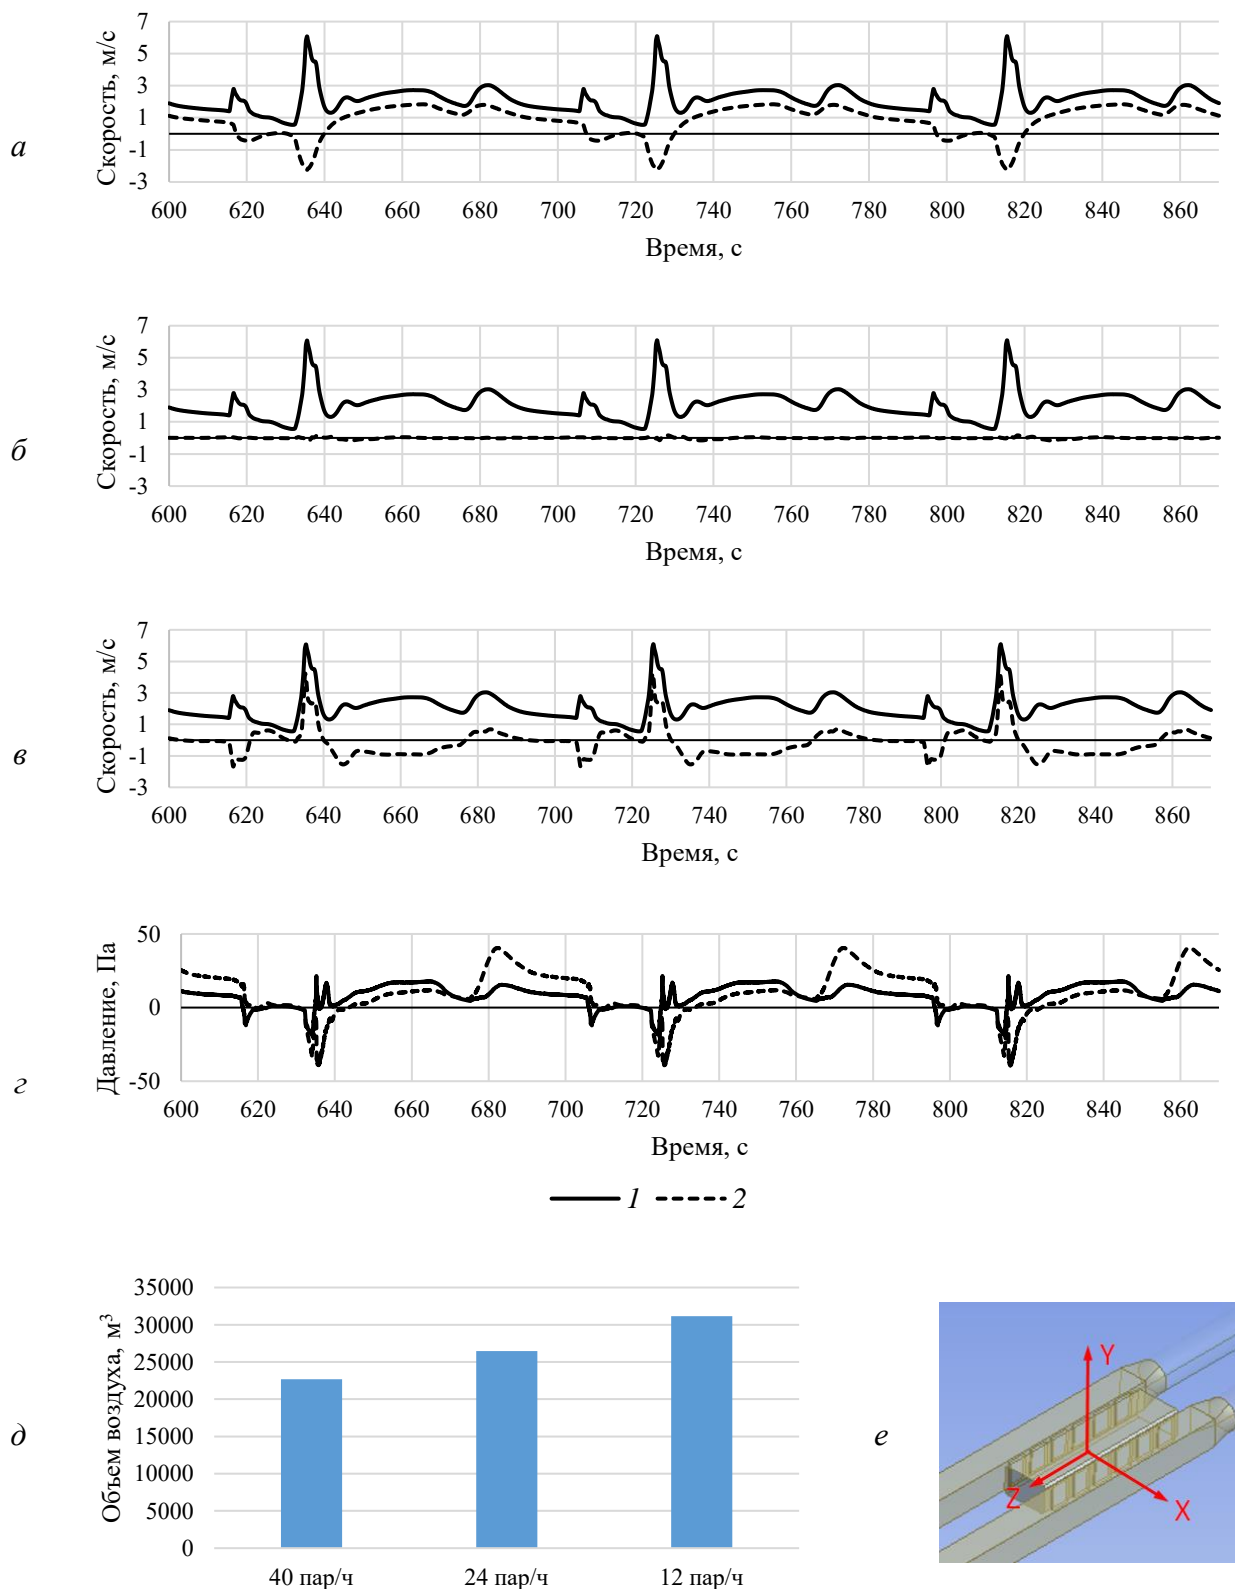 7
5
3
1
-1
-3
Скорость, м/с
а
600 620 640 660 680 700 720 740 760 780 800 820 840 860
Время, с
7
5
3
1
-1
-3
Скорость, м/с
б
600 620 640 660 680 700 720 740 760 780 800 820 840 860
Время, с
7
5
3
1
-1
-3
Скорость, м/с
в
600 620 640 660 680 700 720 740 760 780 800 820 840 860
Время, с
50
0
-50
Давление, Па
г
600 620 640 660 680 700 720 740 760 780 800 820 840 860
Время, с
1 2
35000
30000
25000
20000
15000
10000
5000
0
Объем воздуха, м³
д
40 пар/ч 24 пар/ч 12 пар/ч
е
Y
Z
X